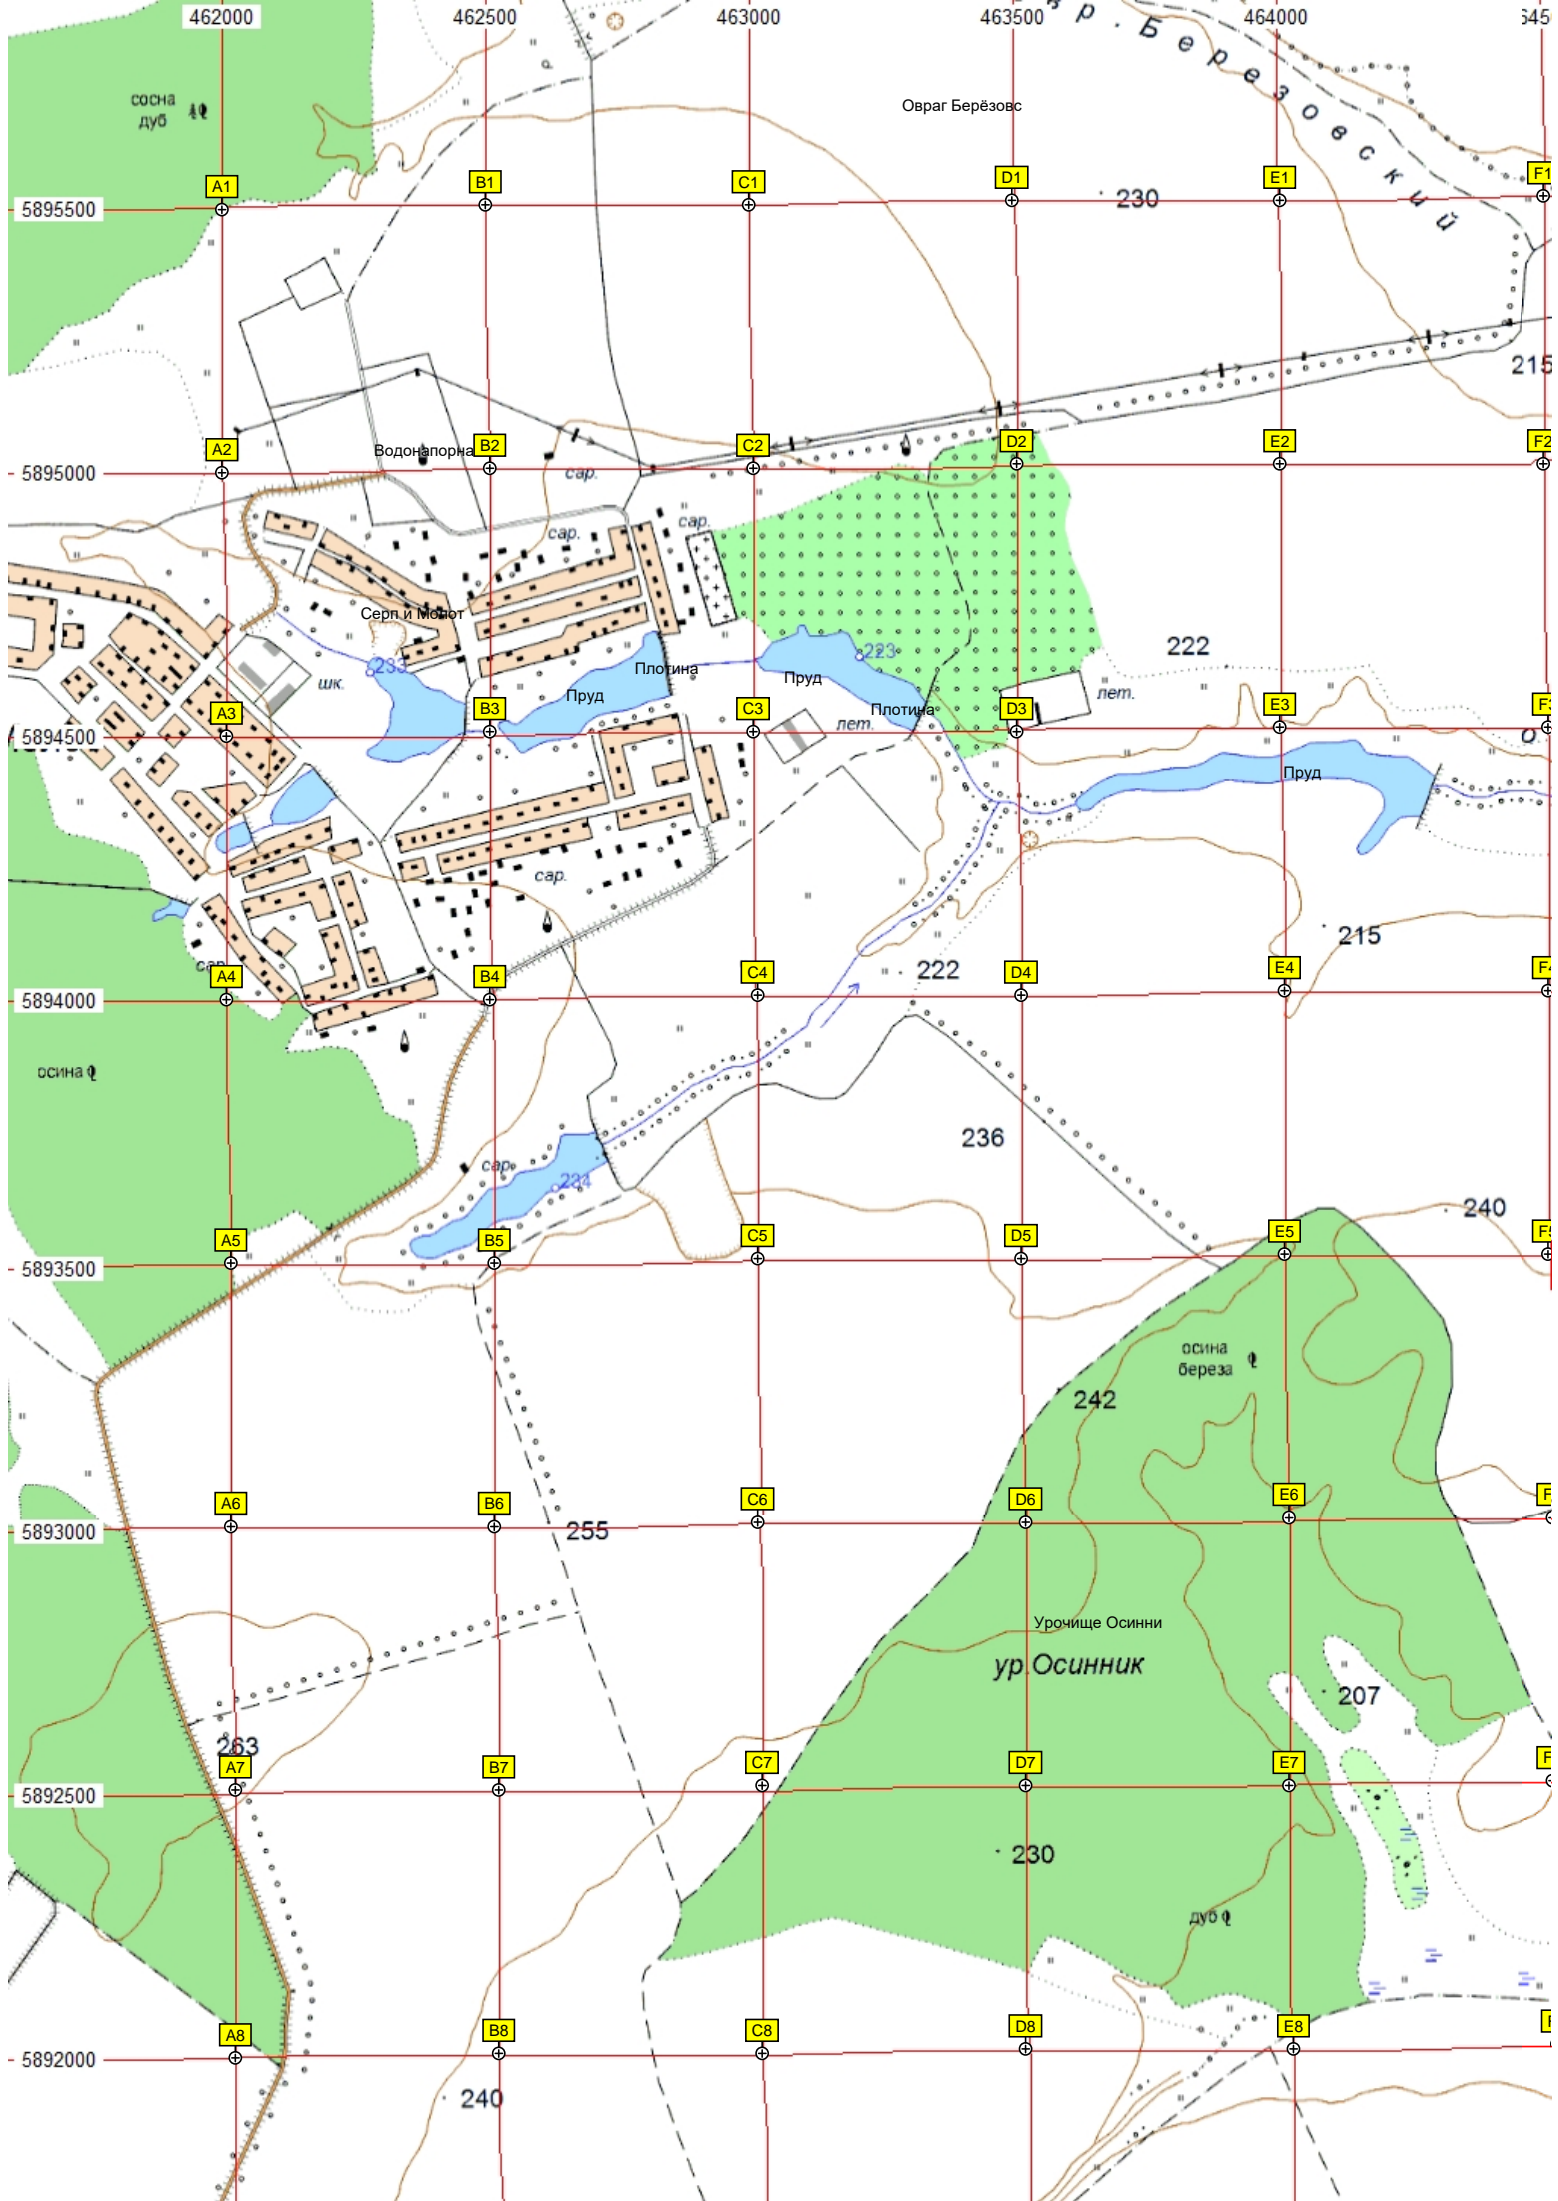 462000 462500 463000 463500 464000
р . Березовский
сосна
дуб
Овраг Берёзовс
A1 B1 C1 D1 E1 F1
5895500
230
215
A2 B2 C2 D2 E2 F2
Водонапорна
5895000
сар.
сар.
сар.
Серп и Молот
233
шк.
Плотина
Пруд
Пруд
223
Плотина
222
лет.
лет.
A3 B3 C3 D3 E3
5894500
Пруд
сар.
215
222
сар.
A4 B4 C4 D4 E4
5894000
осина
236
сар.
234
240
A5 B5 C5 D5 E5
5893500
осина
береза
242
A6 B6 C6 D6 E6
5893000
255
Урочище Осинни
ур.Осинник
207
263
A7 B7 C7 D7 E7
5892500
230
дуб
A8 B8 C8 D8 E8
5892000
240